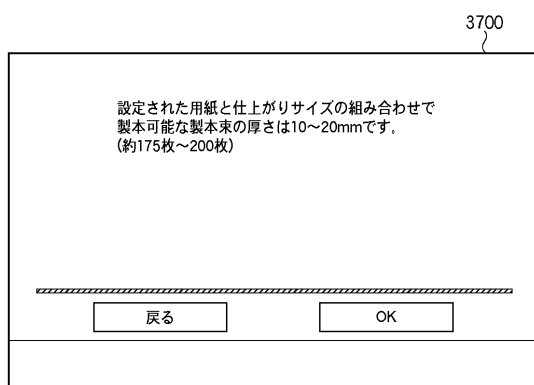 3700
設定された用紙と仕上がりサイズの組み合わせで
製本可能な製本束の厚さは10～20mmです。
(約175枚～200枚)
戻る
OK